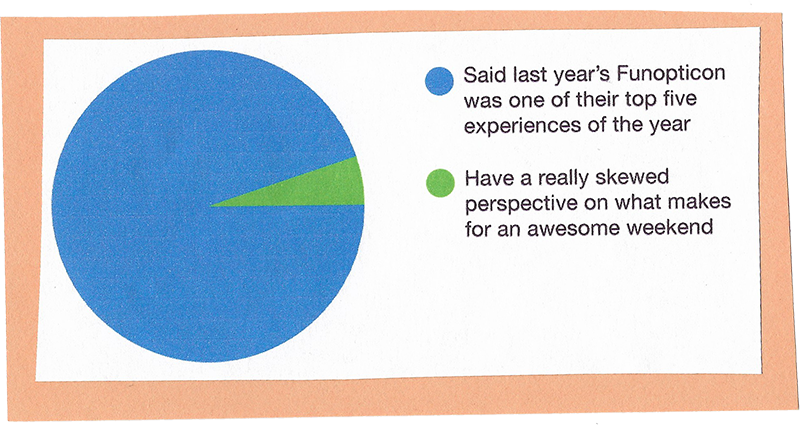 Said last year’s Funopticon
was one of their top five
experiences of the year
Have a really skewed
perspective on what makes
for an awesome weekend